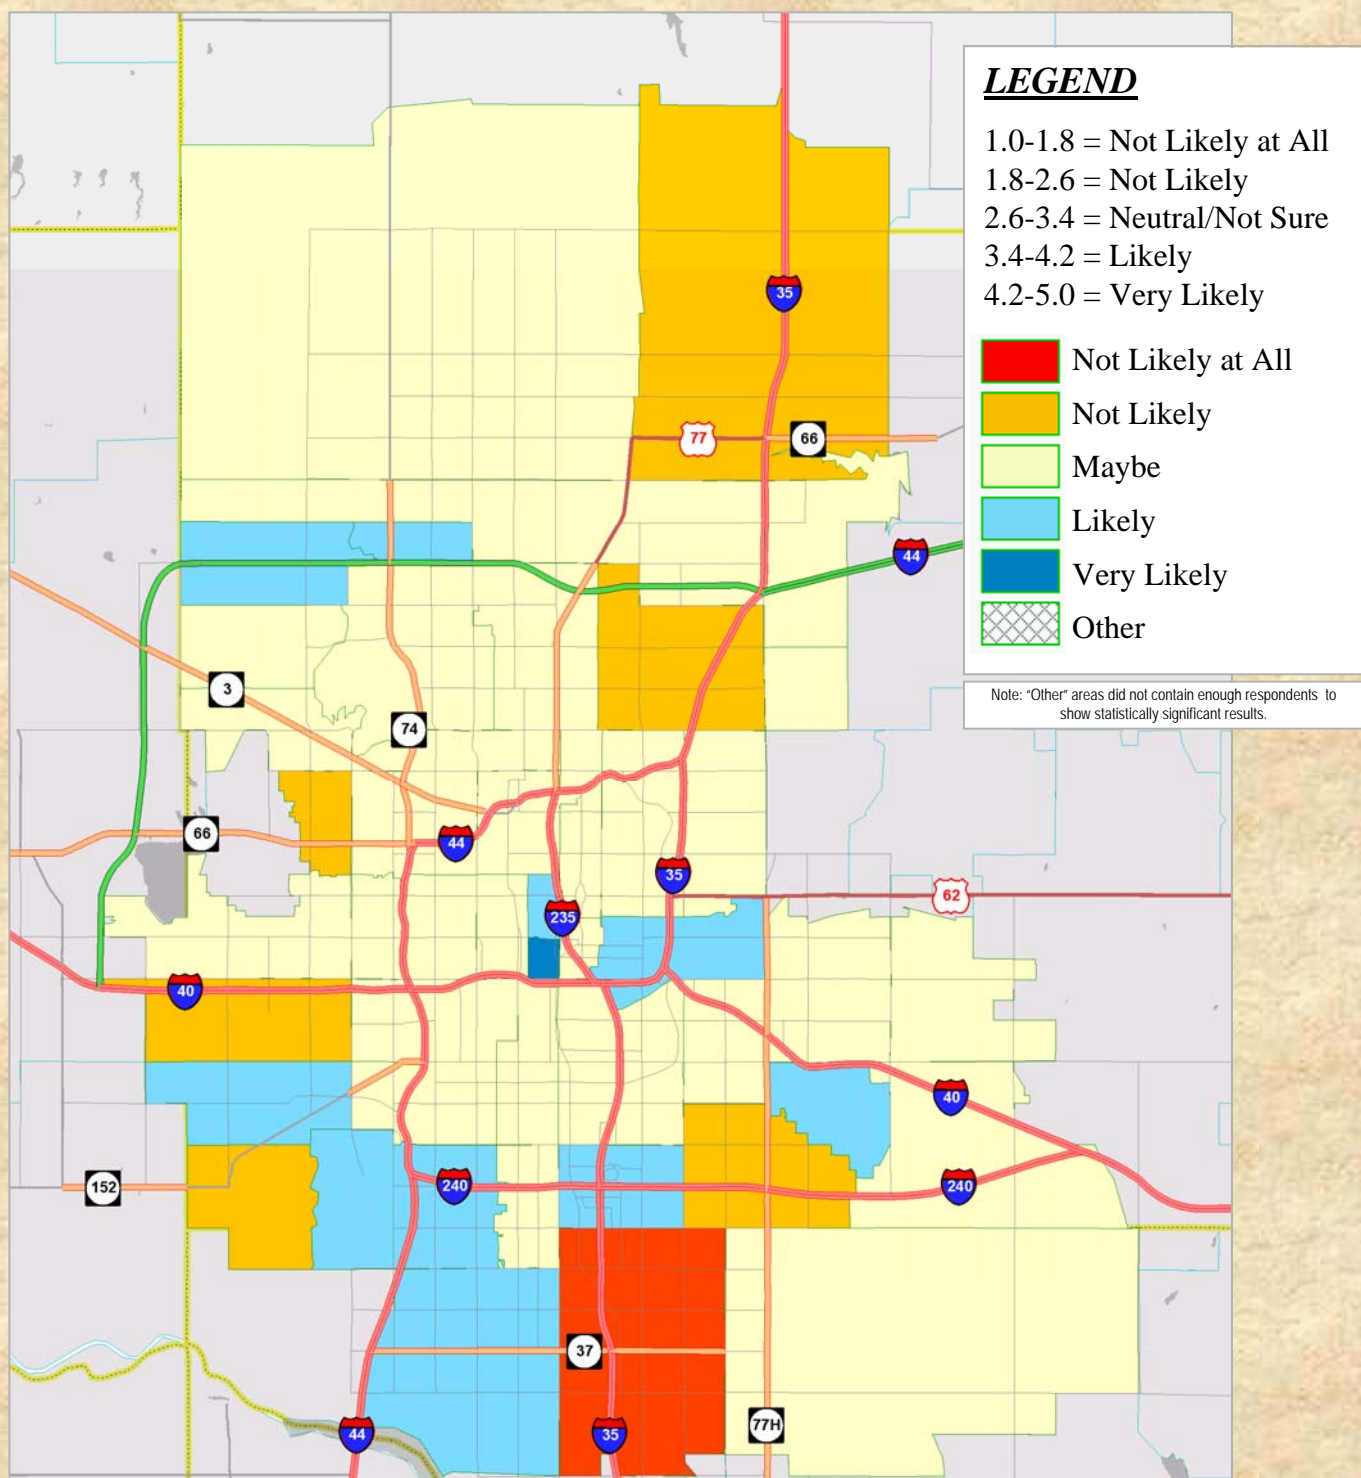 LEGEND
1.0-1.8 = Not Likely at All
1.8-2.6 = Not Likely
2.6-3.4 = Neutral/Not Sure
3.4-4.2 = Likely
4.2-5.0 = Very Likely
Not Likely at All
Not Likely
Maybe
Likely
Very Likely
Other
Note: "Other" areas did not contain enough respondents to
show statistically significant results.
35
77
66
44
3
74
66
44
35
62
235
40
40
152
240
240
37
77H
44
35